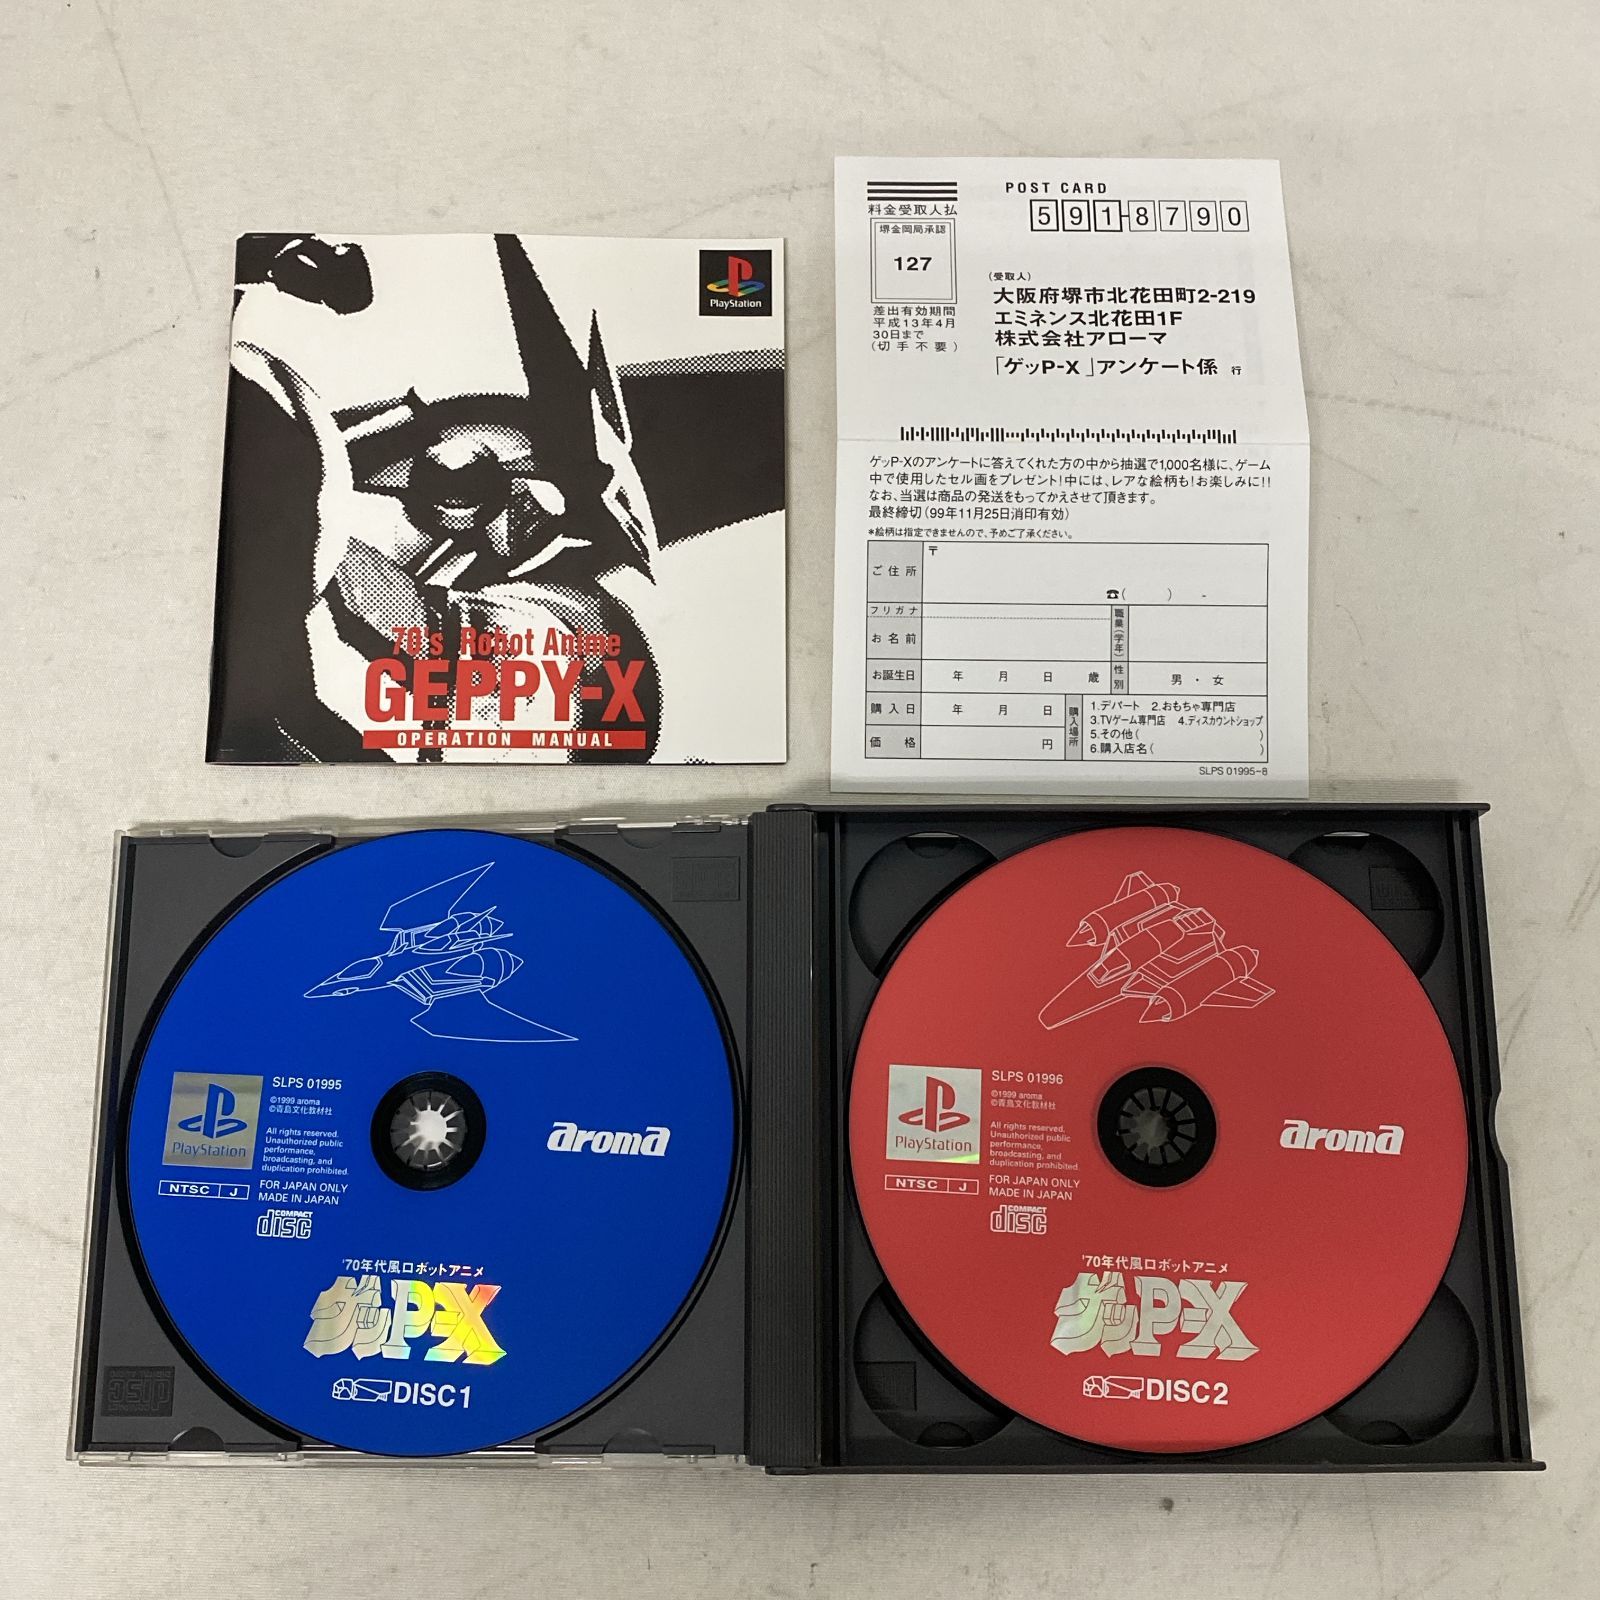 PlayStation
70's Robot Anime
GEPPY-X
OPERATION MANUAL
POST CARD
591-8790
料金受取人払
堺金岡局承認
127
差出有効期間
平成13年4月
30日まで
(切手不要)
(受取人)
大阪府堺市北花田町2-219
エミネンス北花田1F
株式会社アローマ
「ゲッP-X」アンケート係 行
ゲッP-Xのアンケートに答えてくれた方の中から抽選で1,000名様に、ゲーム
中で使用したセル画をプレゼント!中には、レアな絵柄も!お楽しみに!!
なお、当選は商品の発送をもってかえさせて頂きます。
最終締切(99年11月25日消印有効)
*絵柄は指定できませんので、予めご了承ください。
ご住所 〒
☎( ) -
フリガナ
お名前
職業(学年)
お誕生日 年 月 日 歳
性別 男・女
購入日 年 月 日
価格 円
購入場所
1.デパート 2.おもちゃ専門店
3.TVゲーム専門店 4.ディスカウントショップ
5.その他( )
6.購入店名( )
SLPS 01995-8
SLPS 01995
©1999 aroma
©青島文化教材社
PlayStation
All rights reserved.
Unauthorized public
performance,
broadcasting, and
duplication prohibited.
NTSC J
FOR JAPAN ONLY
MADE IN JAPAN
COMPACT
disc
aroma
'70年代風ロボットアニメ
ゲッP-X
DISC 1
SLPS 01996
©1999 aroma
©青島文化教材社
PlayStation
All rights reserved.
Unauthorized public
performance,
broadcasting, and
duplication prohibited.
NTSC J
FOR JAPAN ONLY
MADE IN JAPAN
COMPACT
disc
aroma
'70年代風ロボットアニメ
ゲッP-X
DISC 2